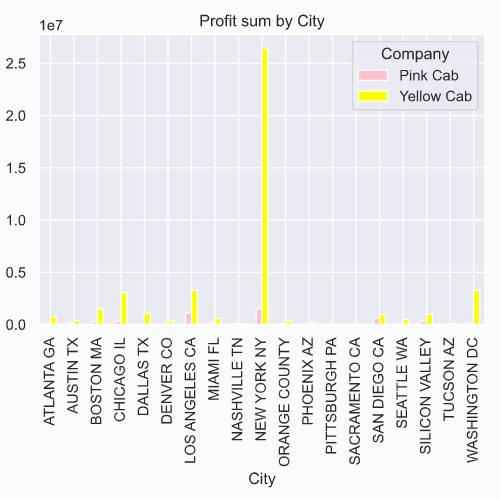 Profit sum by City
1e7
Company
Pink Cab
Yellow Cab
2.5
2.0
1.5
1.0
0.5
0.0
ATLANTA GA
AUSTIN TX
BOSTON MA
CHICAGO IL
DALLAS TX
DENVER CO
LOS ANGELES CA
MIAMI FL
NASHVILLE TN
NEW YORK NY
ORANGE COUNTY
PHOENIX AZ
PITTSBURGH PA
SACRAMENTO CA
SAN DIEGO CA
SEATTLE WA
SILICON VALLEY
TUCSON AZ
WASHINGTON DC
City